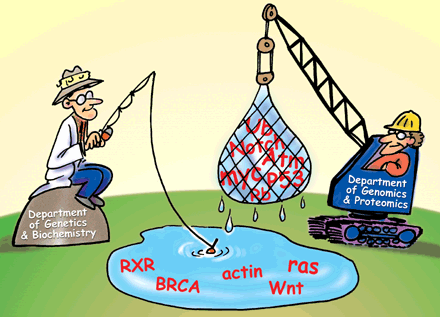 Ub
Notch
Atm
myc P53
Rb
Department
of Genetics
& Biochemistry
Department
of Genomics
& Proteomics
RXR
BRCA
actin
ras
Wnt